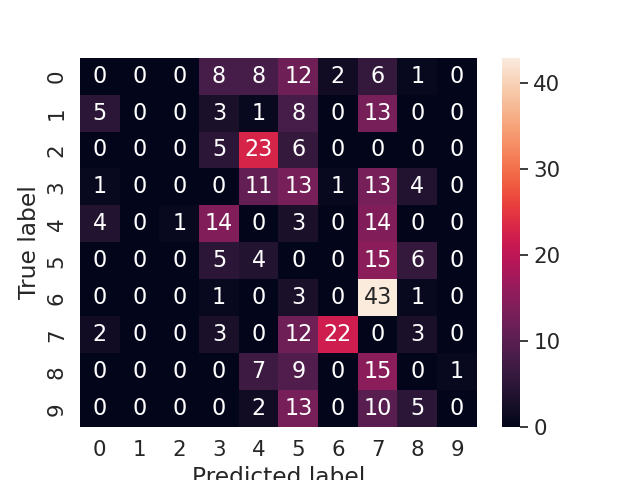 0 0 0 0 8 8 12 2 6 1 0
1 5 0 0 3 1 8 0 13 0 0
2 0 0 0 5 23 6 0 0 0 0
3 1 0 0 0 11 13 1 13 4 0
4 4 0 1 14 0 3 0 14 0 0
5 0 0 0 5 4 0 0 15 6 0
6 0 0 0 1 0 3 0 43 1 0
7 2 0 0 3 0 12 22 0 3 0
8 0 0 0 0 7 9 0 15 0 1
9 0 0 0 0 2 13 0 10 5 0
0 1 2 3 4 5 6 7 8 9
Predicted label
True label
40
30
20
10
0